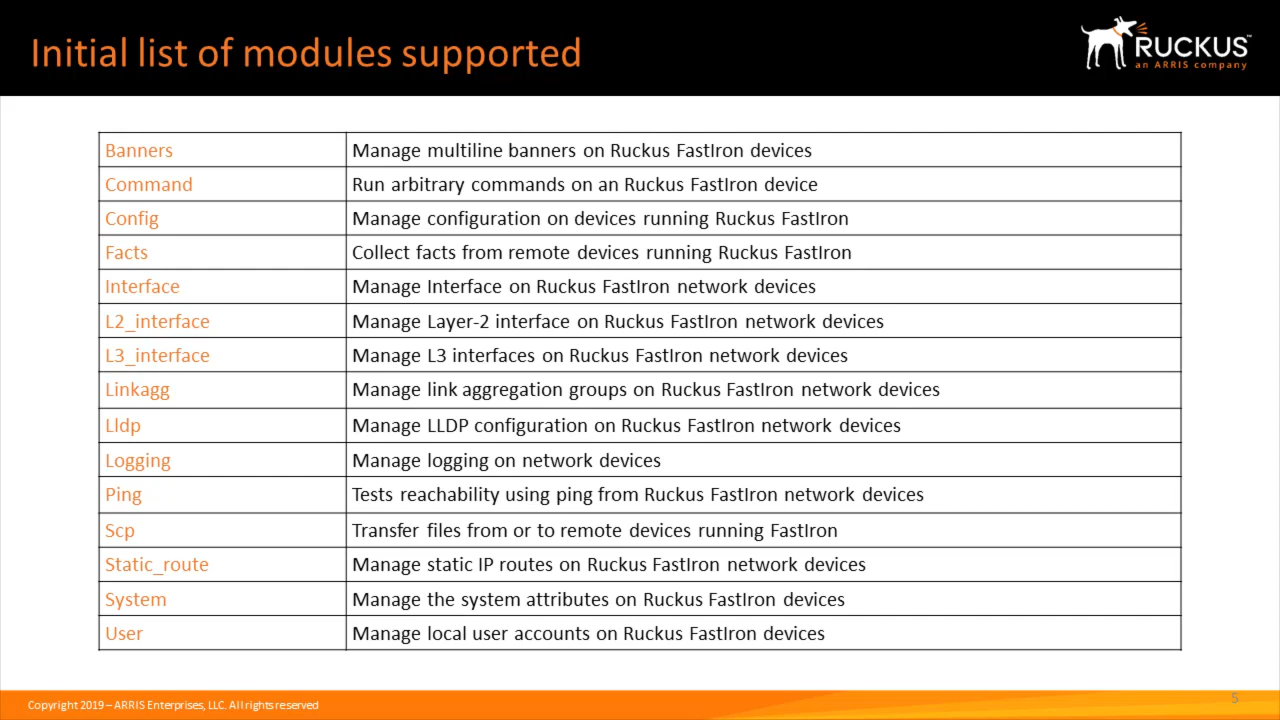 Initial list of modules supported
RUCKUS™
an ARRIS company
Banners Manage multiline banners on Ruckus FastIron devices
Command Run arbitrary commands on an Ruckus FastIron device
Config Manage configuration on devices running Ruckus FastIron
Facts Collect facts from remote devices running Ruckus FastIron
Interface Manage Interface on Ruckus FastIron network devices
L2_interface Manage Layer-2 interface on Ruckus FastIron network devices
L3_interface Manage L3 interfaces on Ruckus FastIron network devices
Linkagg Manage link aggregation groups on Ruckus FastIron network devices
Lldp Manage LLDP configuration on Ruckus FastIron network devices
Logging Manage logging on network devices
Ping Tests reachability using ping from Ruckus FastIron network devices
Scp Transfer files from or to remote devices running FastIron
Static_route Manage static IP routes on Ruckus FastIron network devices
System Manage the system attributes on Ruckus FastIron devices
User Manage local user accounts on Ruckus FastIron devices
Copyright 2019 – ARRIS Enterprises, LLC. All rights reserved
5